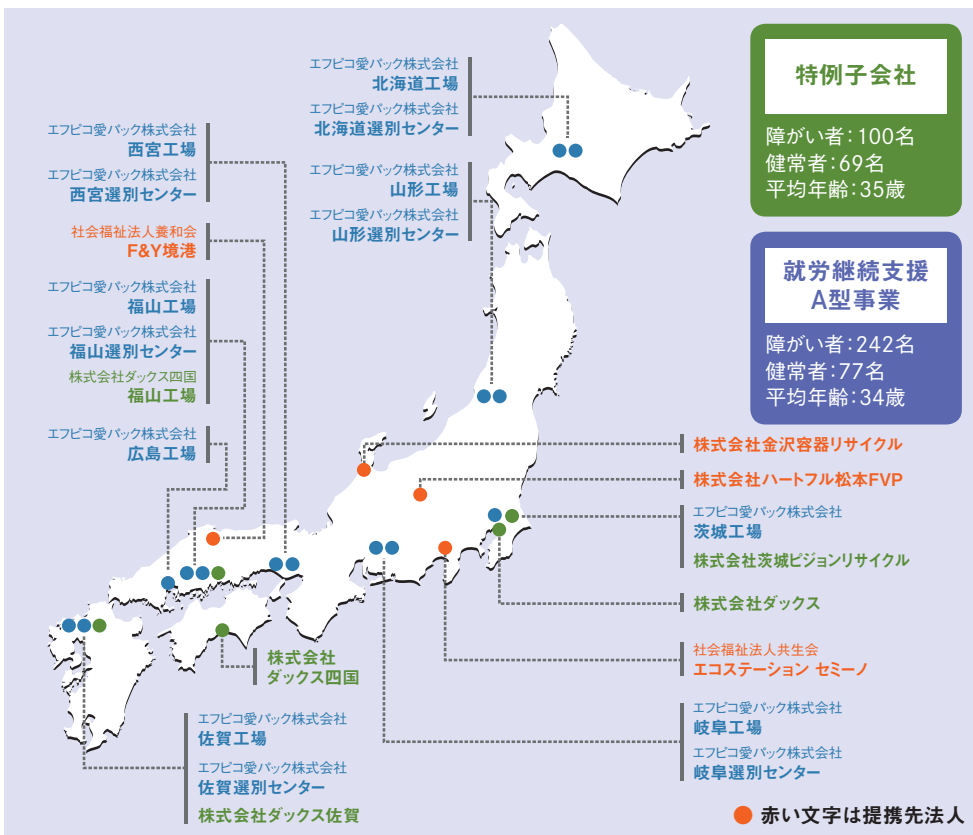 エフピコ愛パック株式会社
北海道工場
エフピコ愛パック株式会社
北海道選別センター
エフピコ愛パック株式会社
西宮工場
エフピコ愛パック株式会社
西宮選別センター
エフピコ愛パック株式会社
山形工場
エフピコ愛パック株式会社
山形選別センター
社会福祉法人養和会
F&Y境港
エフピコ愛パック株式会社
福山工場
エフピコ愛パック株式会社
福山選別センター
株式会社ダックス四国
福山工場
エフピコ愛パック株式会社
広島工場
特例子会社
障がい者：100名
健常者：69名
平均年齢：35歳
就労継続支援
A型事業
障がい者：242名
健常者：77名
平均年齢：34歳
株式会社金沢容器リサイクル
株式会社ハートフル松本FVP
エフピコ愛パック株式会社
茨城工場
株式会社茨城ピジョンリサイクル
株式会社ダックス
社会福祉法人共生会
エコステーション セミーノ
エフピコ愛パック株式会社
岐阜工場
エフピコ愛パック株式会社
岐阜選別センター
株式会社
ダックス四国
エフピコ愛パック株式会社
佐賀工場
エフピコ愛パック株式会社
佐賀選別センター
株式会社ダックス佐賀
赤い文字は提携先法人